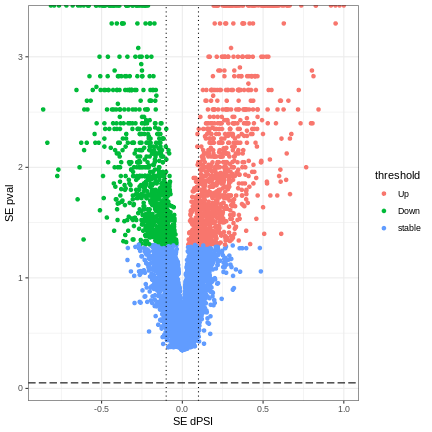 3
2
1
0
SE pval
-0.5
0.0
0.5
1.0
SE dPSI
threshold
Up
Down
stable